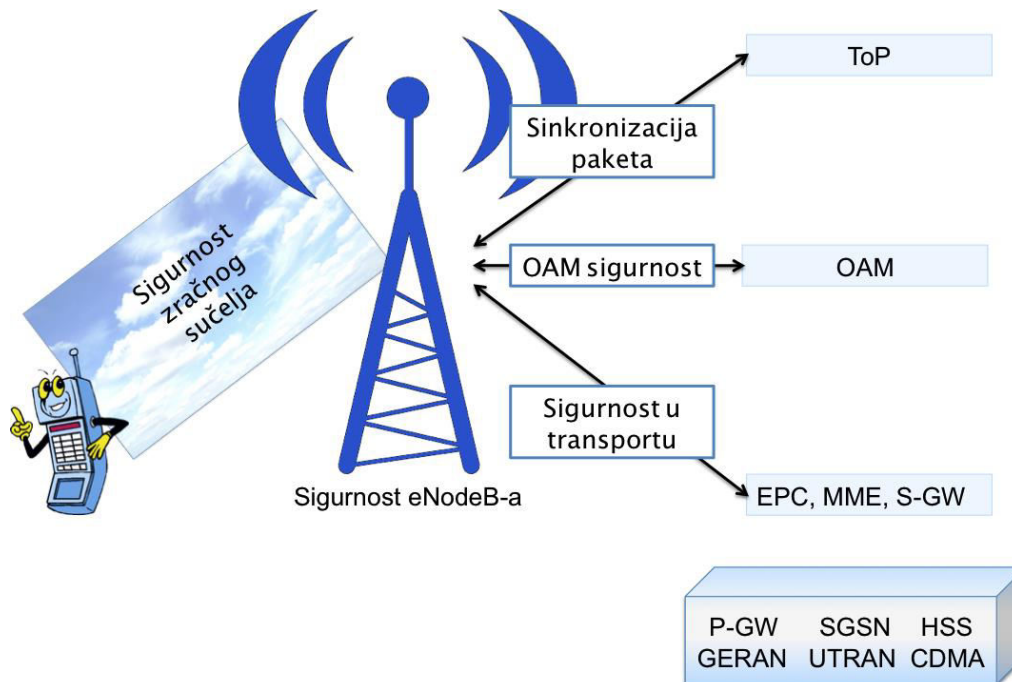 ToP
Sinkronizacija
paketa
Sigurnost
zračnog
sučelja
OAM sigurnost
OAM
Sigurnost u
transportu
Sigurnost eNodeB-a
EPC, MME, S-GW
P-GW SGSN HSS
GERAN UTRAN CDMA